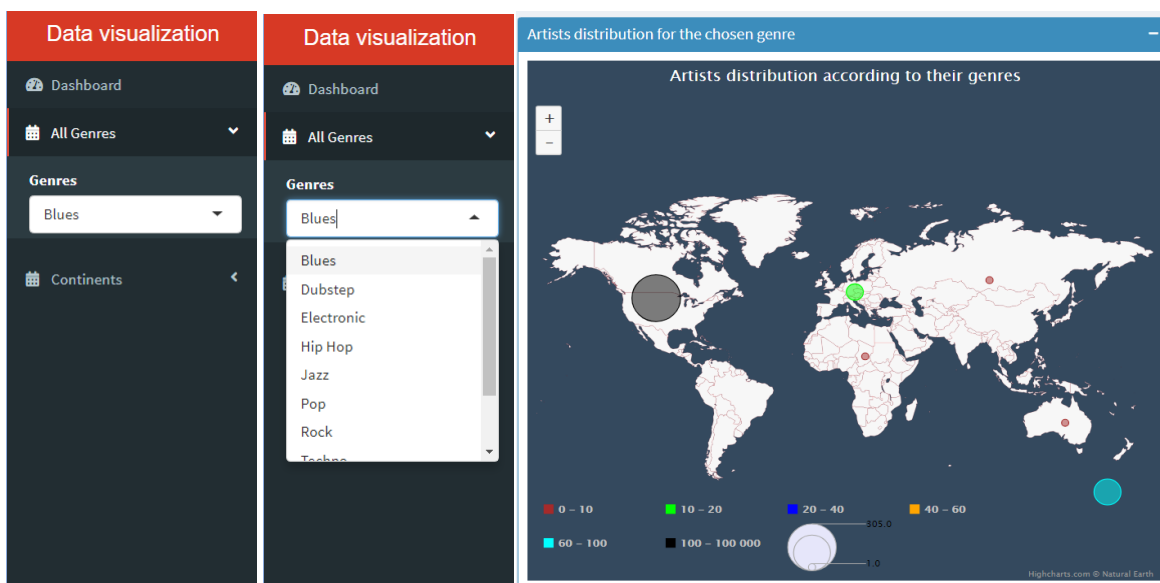 Data visualization
Dashboard
All Genres
Genres
Blues
Continents
Data visualization
Dashboard
All Genres
Genres
Blues
Blues
Dubstep
Electronic
Hip Hop
Jazz
Pop
Rock
Techno
Artists distribution for the chosen genre
Artists distribution according to their genres
+
−
0 – 10
10 – 20
20 – 40
40 – 60
305.0
60 – 100
100 – 100 000
1.0
Highcharts.com © Natural Earth